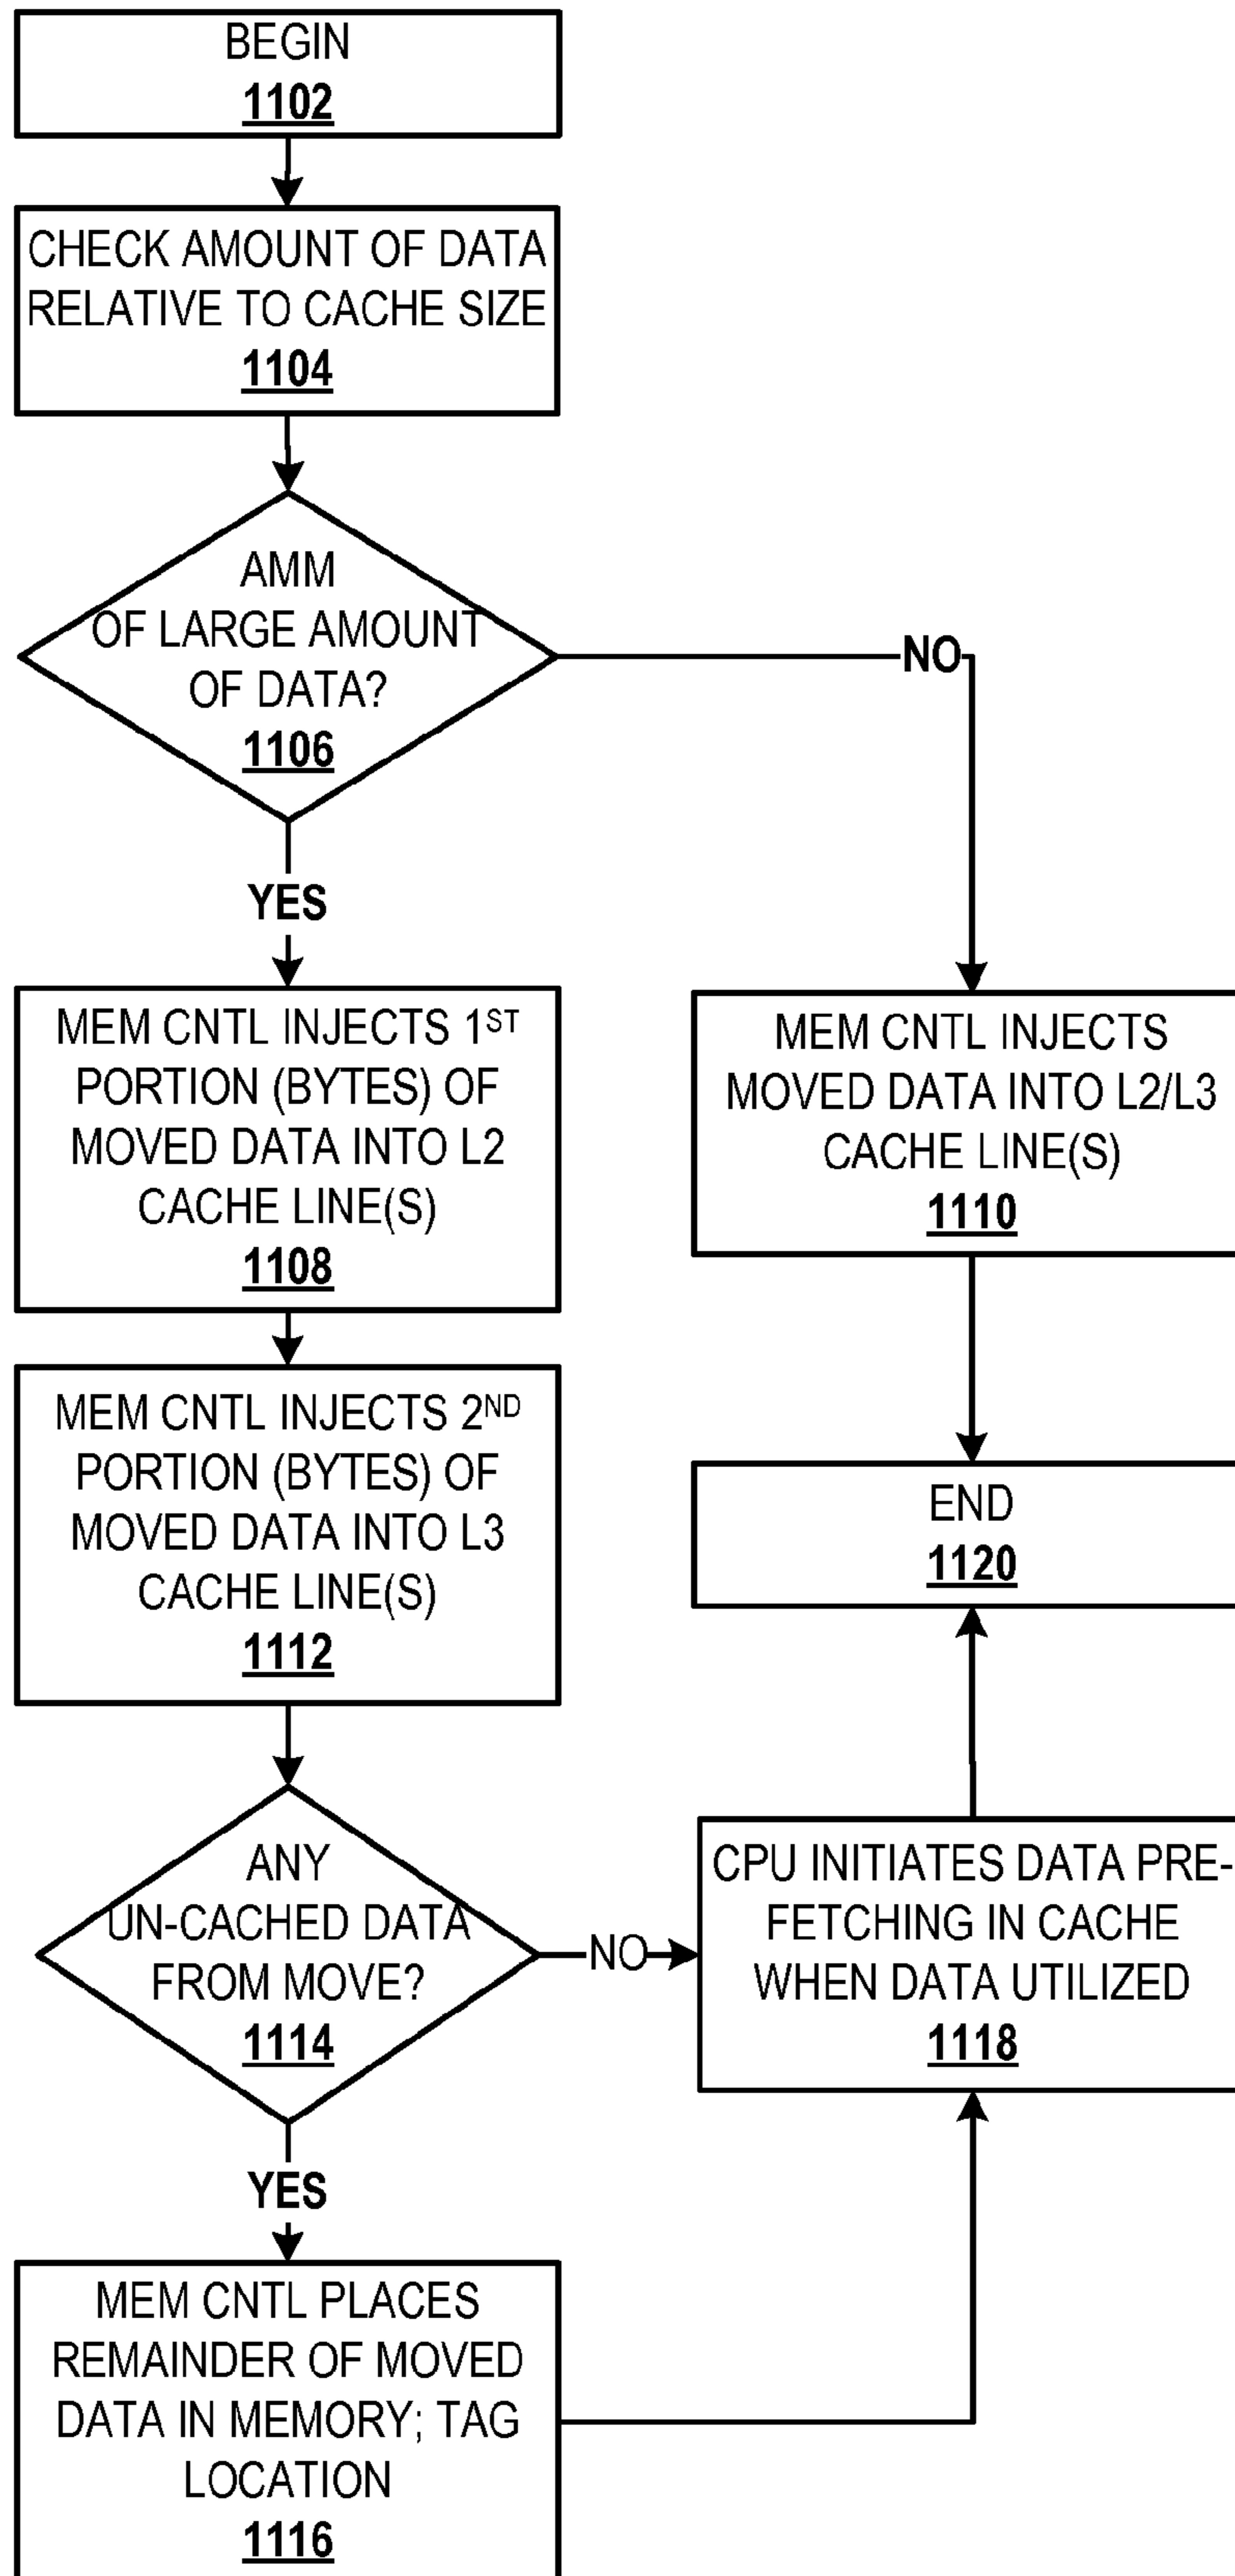 BEGIN
1102
CHECK AMOUNT OF DATA
RELATIVE TO CACHE SIZE
1104
AMM
OF LARGE AMOUNT
OF DATA?
1106
NO
YES
MEM CNTL INJECTS 1ST
PORTION (BYTES) OF
MOVED DATA INTO L2
CACHE LINE(S)
1108
MEM CNTL INJECTS
MOVED DATA INTO L2/L3
CACHE LINE(S)
1110
MEM CNTL INJECTS 2ND
PORTION (BYTES) OF
MOVED DATA INTO L3
CACHE LINE(S)
1112
END
1120
ANY
UN-CACHED DATA
FROM MOVE?
1114
NO
CPU INITIATES DATA PRE-
FETCHING IN CACHE
WHEN DATA UTILIZED
1118
YES
MEM CNTL PLACES
REMAINDER OF MOVED
DATA IN MEMORY; TAG
LOCATION
1116